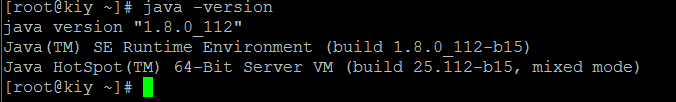 [root@kiy ~]# java -version
java version "1.8.0_112"
Java(TM) SE Runtime Environment (build 1.8.0_112-b15)
Java HotSpot(TM) 64-Bit Server VM (build 25.112-b15, mixed mode)
[root@kiy ~]#